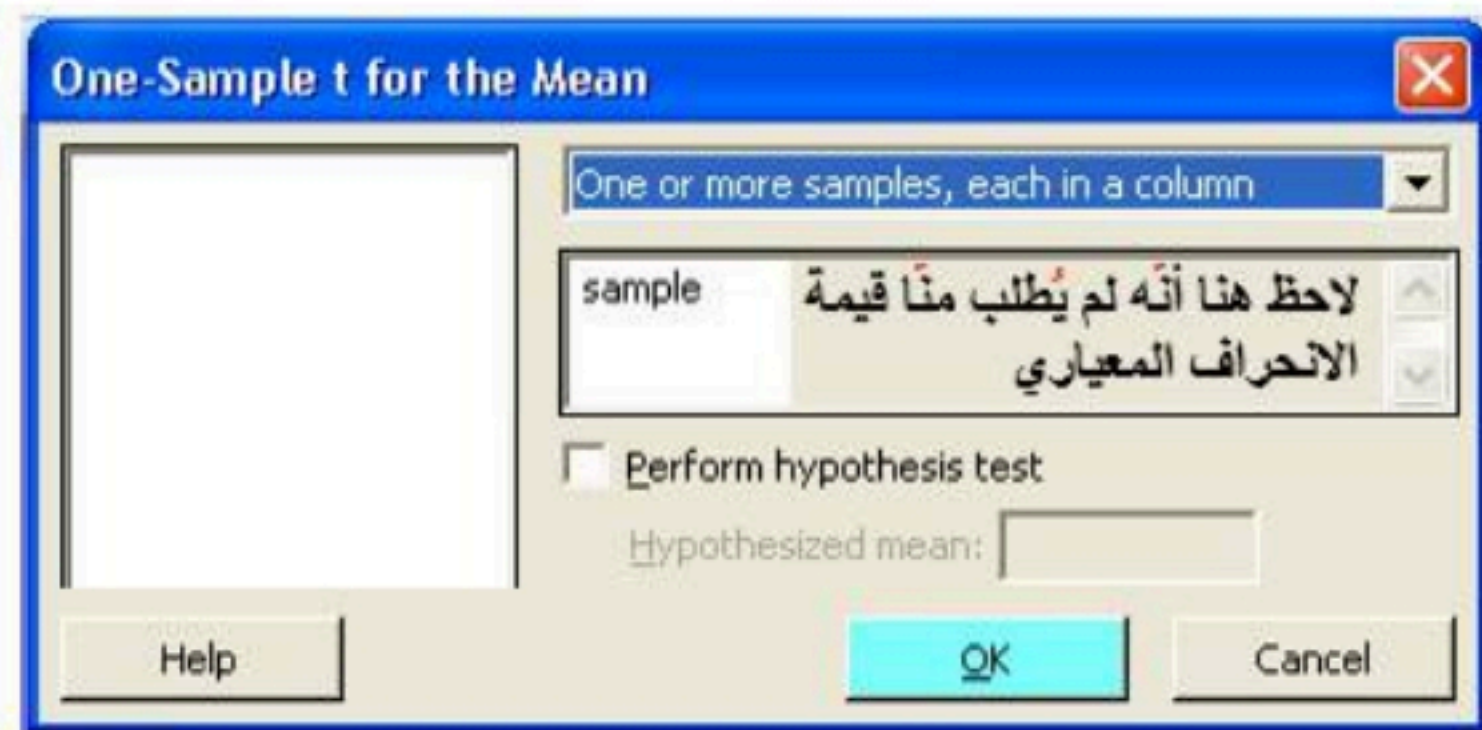 One-Sample t for the Mean
One or more samples, each in a column
sample
لاحظ هنا أنّه لم يُطلب منّا قيمة
الانحراف المعياري
Perform hypothesis test
Hypothesized mean:
Help
OK
Cancel